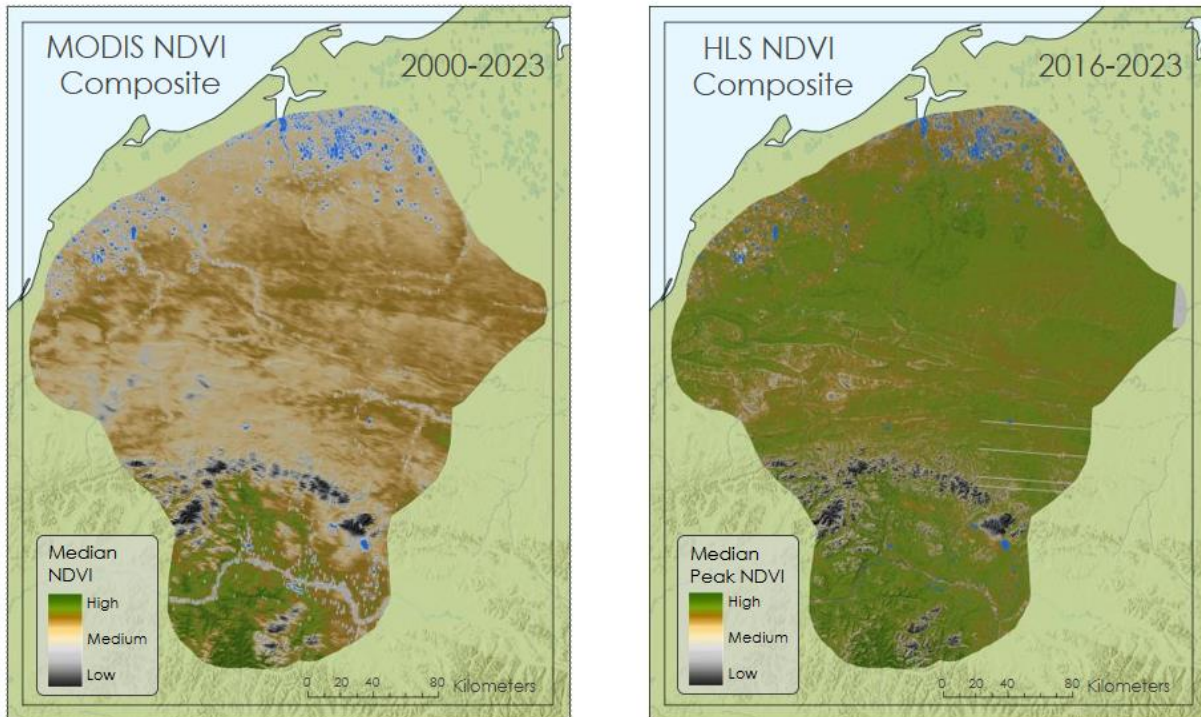 MODIS NDVI
Composite
2000-2023
Median
NDVI
High
Medium
Low
0 20 40 80
Kilometers
HLS NDVI
Composite
2016-2023
Median
Peak NDVI
High
Medium
Low
0 20 40 80
Kilometers